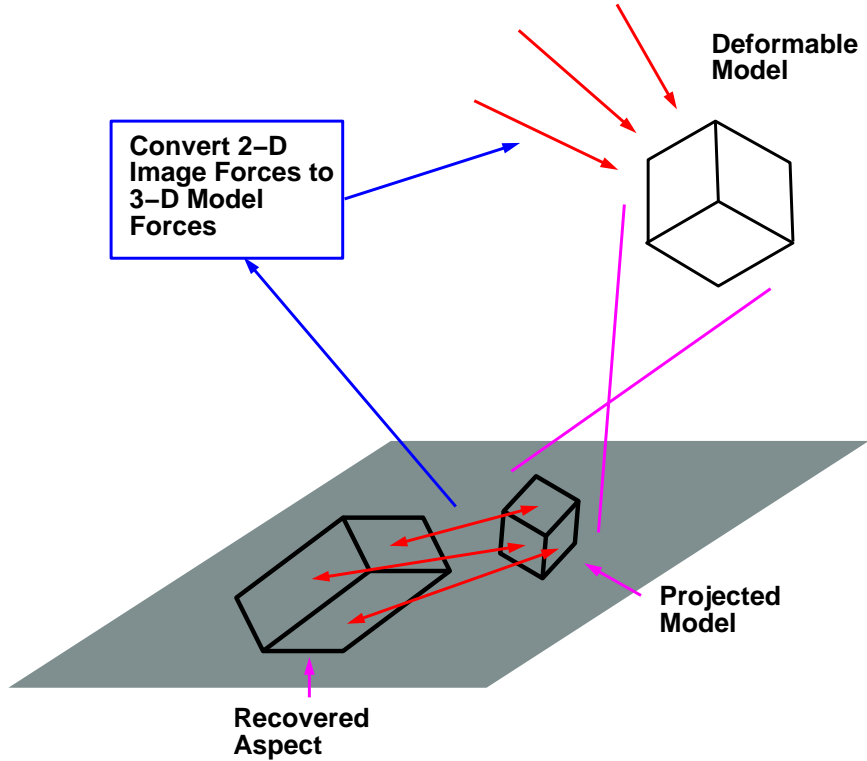 Deformable
Model
Convert 2−D
Image Forces to
3−D Model
Forces
Projected
Model
Recovered
Aspect